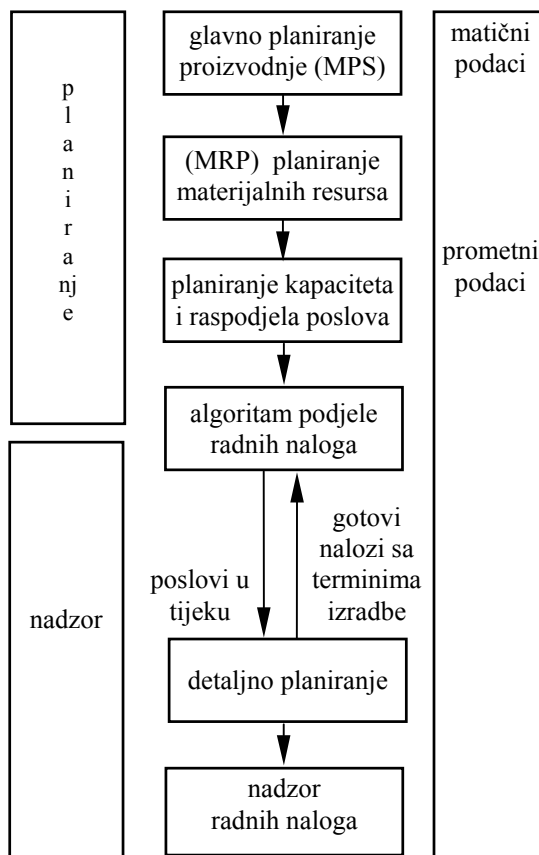 p
l
a
n
i
r
a
nj
e
nadzor
glavno planiranje
proizvodnje (MPS)
(MRP) planiranje
materijalnih resursa
planiranje kapaciteta
i raspodjela poslova
algoritam podjele
radnih naloga
poslovi u
tijeku
gotovi
nalozi sa
terminima
izradbe
detaljno planiranje
nadzor
radnih naloga
matični
podaci
prometni
podaci